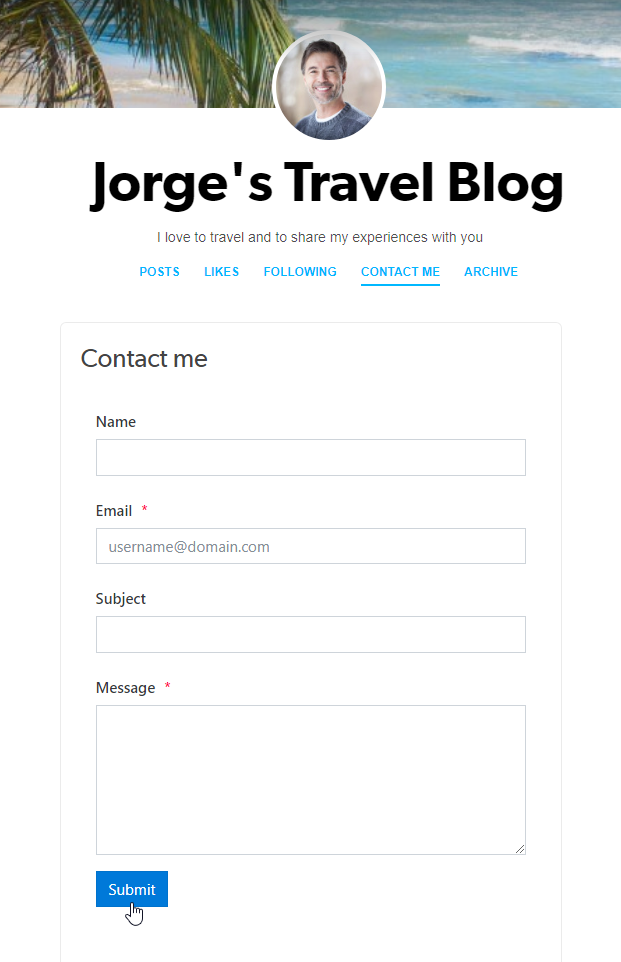 Jorge's Travel Blog
I love to travel and to share my experiences with you
POSTS LIKES FOLLOWING CONTACT ME ARCHIVE
Contact me
Name
Email *
username@domain.com
Subject
Message *
Submit